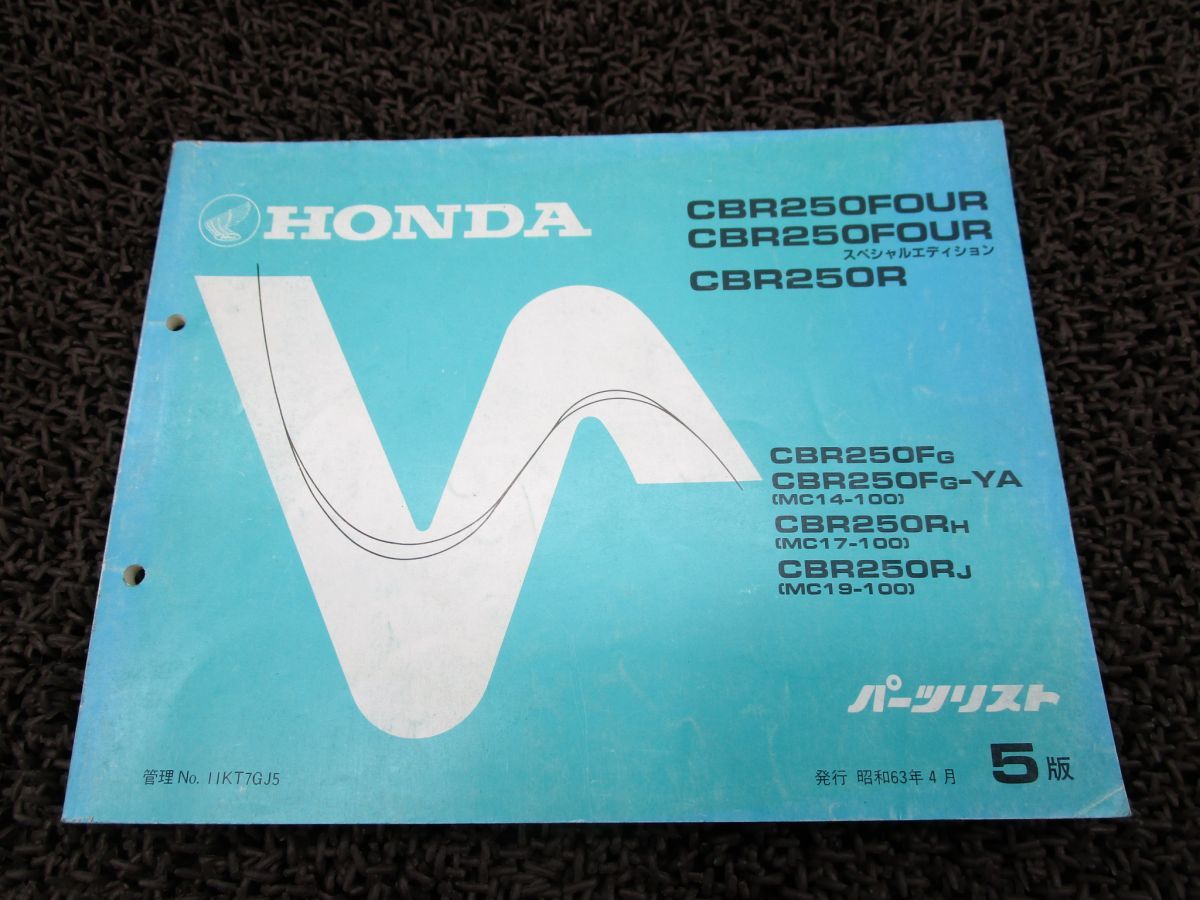 HONDA
CBR250FOUR
CBR250FOUR
スペシャルエディション
CBR250R
CBR250FG
CBR250FG-YA
(MC14-100)
CBR250RH
(MC17-100)
CBR250RJ
(MC19-100)
パーツリスト
管理 No. 11KT7GJ5
発行 昭和63年4月
5版